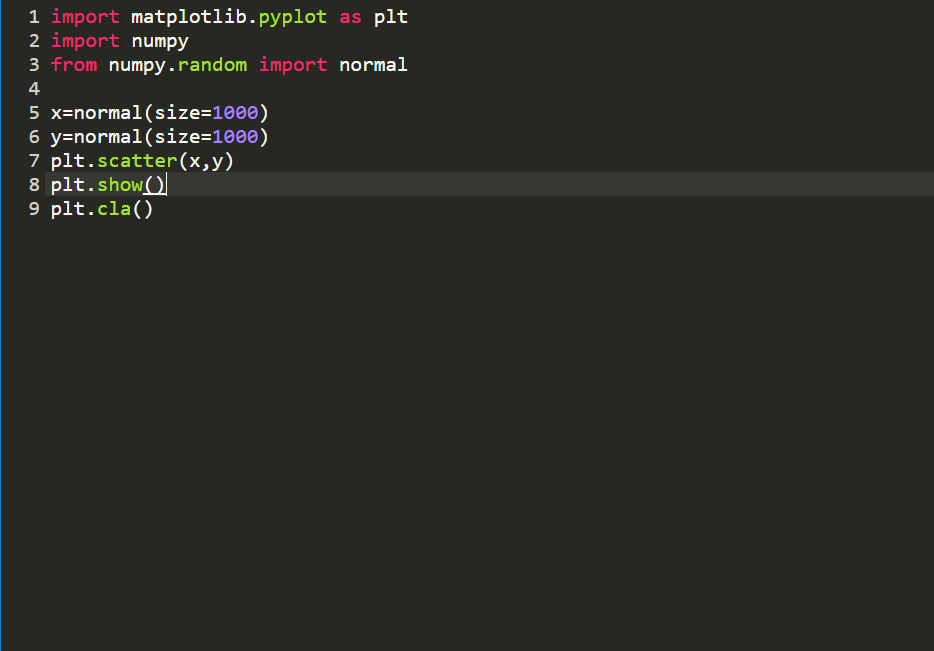 1 import matplotlib.pyplot as plt
2 import numpy
3 from numpy.random import normal
4
5 x=normal(size=1000)
6 y=normal(size=1000)
7 plt.scatter(x,y)
8 plt.show()
9 plt.cla()